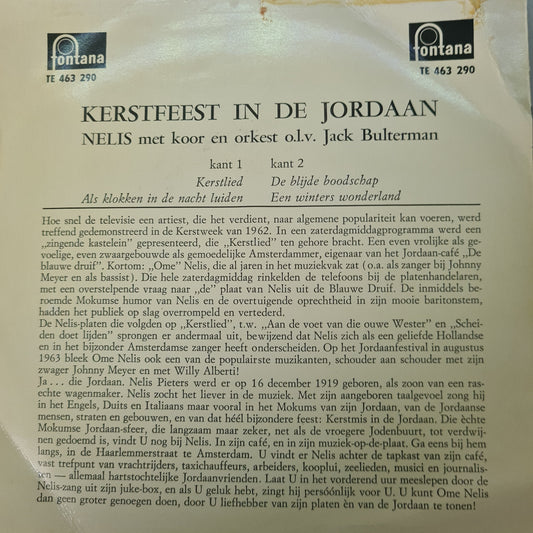 fontana
TE 463 290
fontana
TE 463 290
KERSTFEEST IN DE JORDAAN
NELIS met koor en orkest o.l.v. Jack Bulterman
kant 1 kant 2
Kerstlied De blijde boodschap
Als klokken in de nacht luiden Een winters wonderland
Hoe snel de televisie een artiest, die het verdient, naar algemene populariteit kan voeren, werd
treffend gedemonstreerd in de Kerstweek van 1962. In een zaterdagmiddagprogramma werd een
„zingende kastelein” gepresenteerd, die „Kerstlied” ten gehore bracht. Een even vrolijke als ge-
voelige, even zwaargebouwde als gemoedelijke Amsterdammer, eigenaar van het Jordaan-café „De
blauwe druif”. Kortom: „Ome” Nelis, die al jaren in het muziekvak zat (o.a. als zanger bij Johnny
Meyer en als bassist). Die hele zaterdagmiddag rinkelden de telefoons bij de platenhandelaren,
met een overstelpende vraag naar „de” plaat van Nelis uit de Blauwe Druif. De inmiddels be-
roemde Mokumse humor van Nelis en de overtuigende oprechtheid in zijn mooie baritonstem,
hadden het publiek op slag overrompeld en vertederd.
De Nelis-platen die volgden op „Kerstlied”, t.w. „Aan de voet van die ouwe Wester” en „Schei-
den doet lijden” sprongen er andermaal uit, bewijzend dat Nelis zich als een geliefde Hollandse
en in het bijzonder Amsterdamse zanger heeft onderscheiden. Op het Jordaanfestival in augustus
1963 bleek Ome Nelis ook een van de populairste muzikanten, schouder aan schouder met zijn
zwager Johnny Meyer en met Willy Alberti!
Ja . . . die Jordaan. Nelis Pieters werd er op 16 december 1919 geboren, als zoon van een ras-
echte wagenmaker. Nelis zocht het liever in de muziek. Met zijn aangeboren taalgevoel zong hij
in het Engels, Duits en Italiaans maar vooral in het Mokums van zijn Jordaan, van de Jordaanse
mensen, straten en gebouwen, en van dat héél bijzondere feest: Kerstmis in de Jordaan. Die èchte
Mokumse Jordaan-sfeer, die langzaam maar zeker, net als de vroegere Jodenbuurt, tot verdwij-
nen gedoemd is, vindt U nog bij Nelis. In zijn café, en in zijn muziek-op-de-plaat. Ga eens bij hem
langs, in de Haarlemmerstraat te Amsterdam. U vindt er Nelis achter de tapkast van zijn café,
vast trefpunt van vrachtrijders, taxichauffeurs, arbeiders, kooplui, zeelieden, musici en journalis-
ten — allemaal hartstochtelijke Jordaanvrienden. Laat U in het vorderend uur meeslepen door de
Nelis-zang uit zijn juke-box, en als U geluk hebt, zingt hij persóónlijk voor U. U kunt Ome Nelis
dan geen groter genoegen doen, door U liefhebber van zijn platen èn van de Jordaan te tonen!